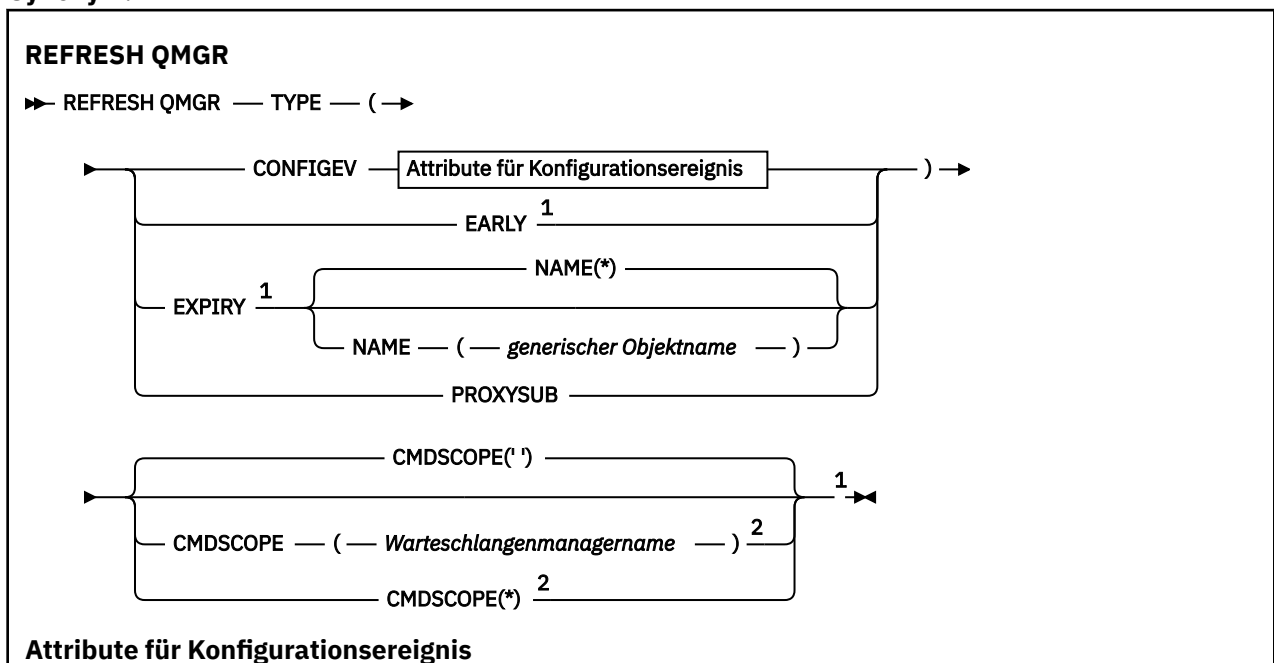 REFRESH QMGR
REFRESH QMGR TYPE (
CONFIGEV Attribute für Konfigurationsereignis )
EARLY 1
NAME(*)
EXPIRY 1
NAME ( generischer Objektname )
PROXYSUB
CMDSCOPE(' ')
1
CMDSCOPE ( Warteschlangenmanagername ) 2
CMDSCOPE(*) 2
Attribute für Konfigurationsereignis